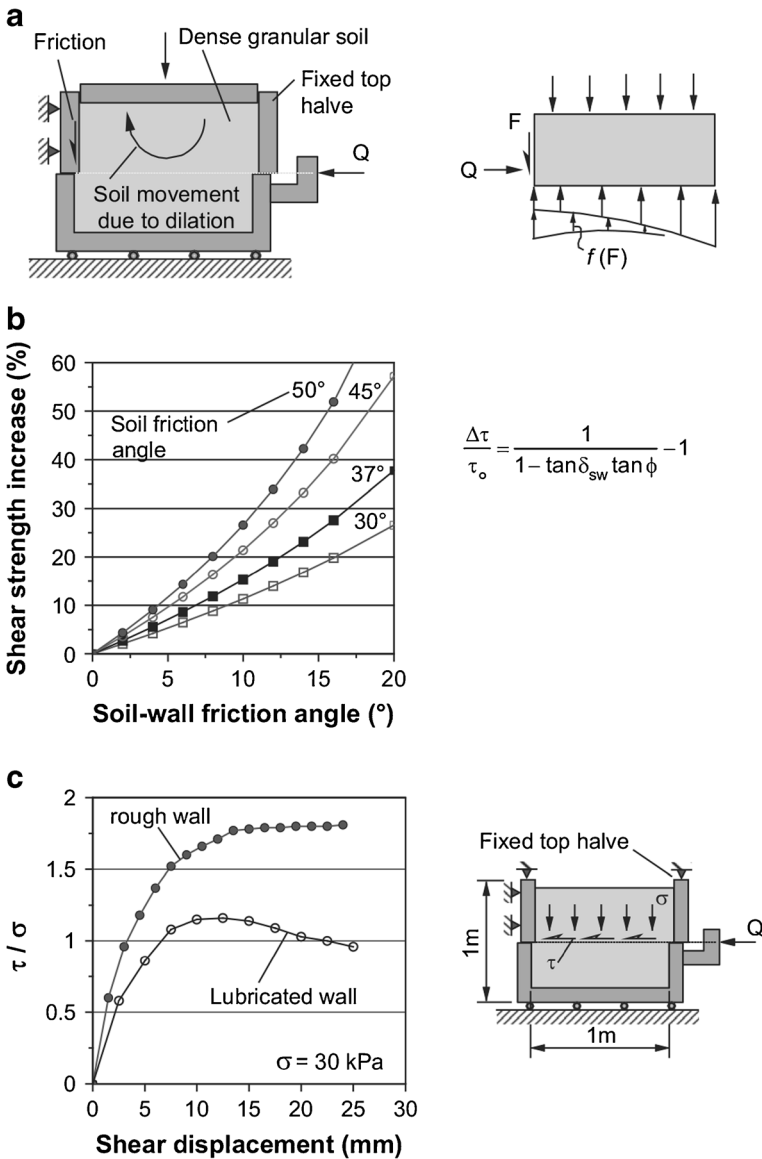 a
Friction
Dense granular soil
Fixed top
halve
Q
Soil movement
due to dilation
F
Q
f (F)
b
Shear strength increase (%)
60
50
40
30
20
10
0
Soil friction
angle
50°
45°
37°
30°
0 5 10 15 20
Soil-wall friction angle (°)
Δτ/τo = 1/(1 − tanδsw tanϕ) − 1
c
τ / σ
2
1.5
1
0.5
0
rough wall
Lubricated wall
σ = 30 kPa
0 5 10 15 20 25 30
Shear displacement (mm)
Fixed top halve
σ
τ
Q
1m
1m